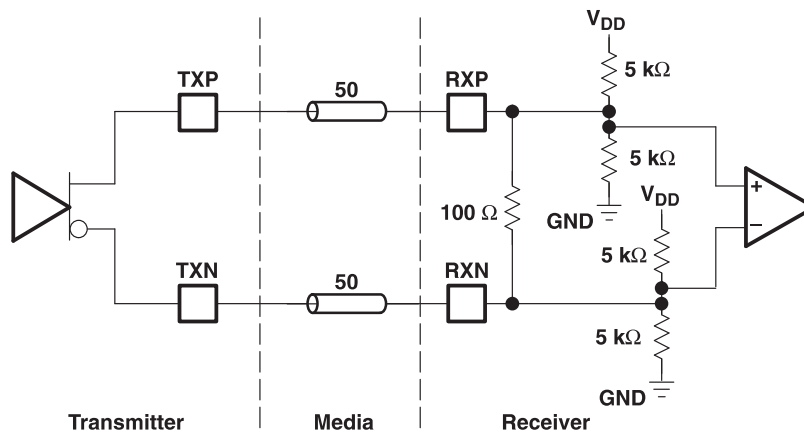 V_DD
5 kΩ
TXP
50
RXP
5 kΩ
V_DD
GND
100 Ω
+
−
5 kΩ
TXN
50
RXN
5 kΩ
GND
Transmitter
Media
Receiver